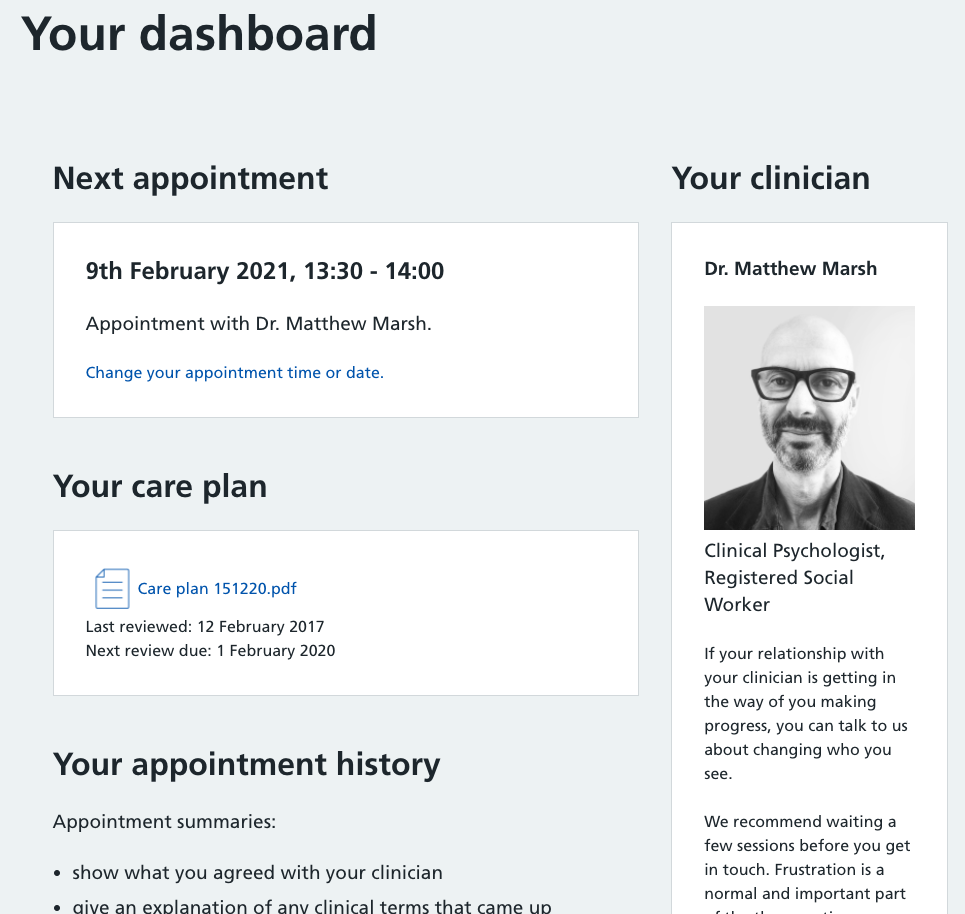 Your dashboard
Next appointment
9th February 2021, 13:30 - 14:00
Appointment with Dr. Matthew Marsh.
Change your appointment time or date.
Your care plan
Care plan 151220.pdf
Last reviewed: 12 February 2017
Next review due: 1 February 2020
Your appointment history
Appointment summaries:
• show what you agreed with your clinician
• give an explanation of any clinical terms that came up
Your clinician
Dr. Matthew Marsh
Clinical Psychologist,
Registered Social
Worker
If your relationship with
your clinician is getting in
the way of you making
progress, you can talk to us
about changing who you
see.
We recommend waiting a
few sessions before you get
in touch. Frustration is a
normal and important part